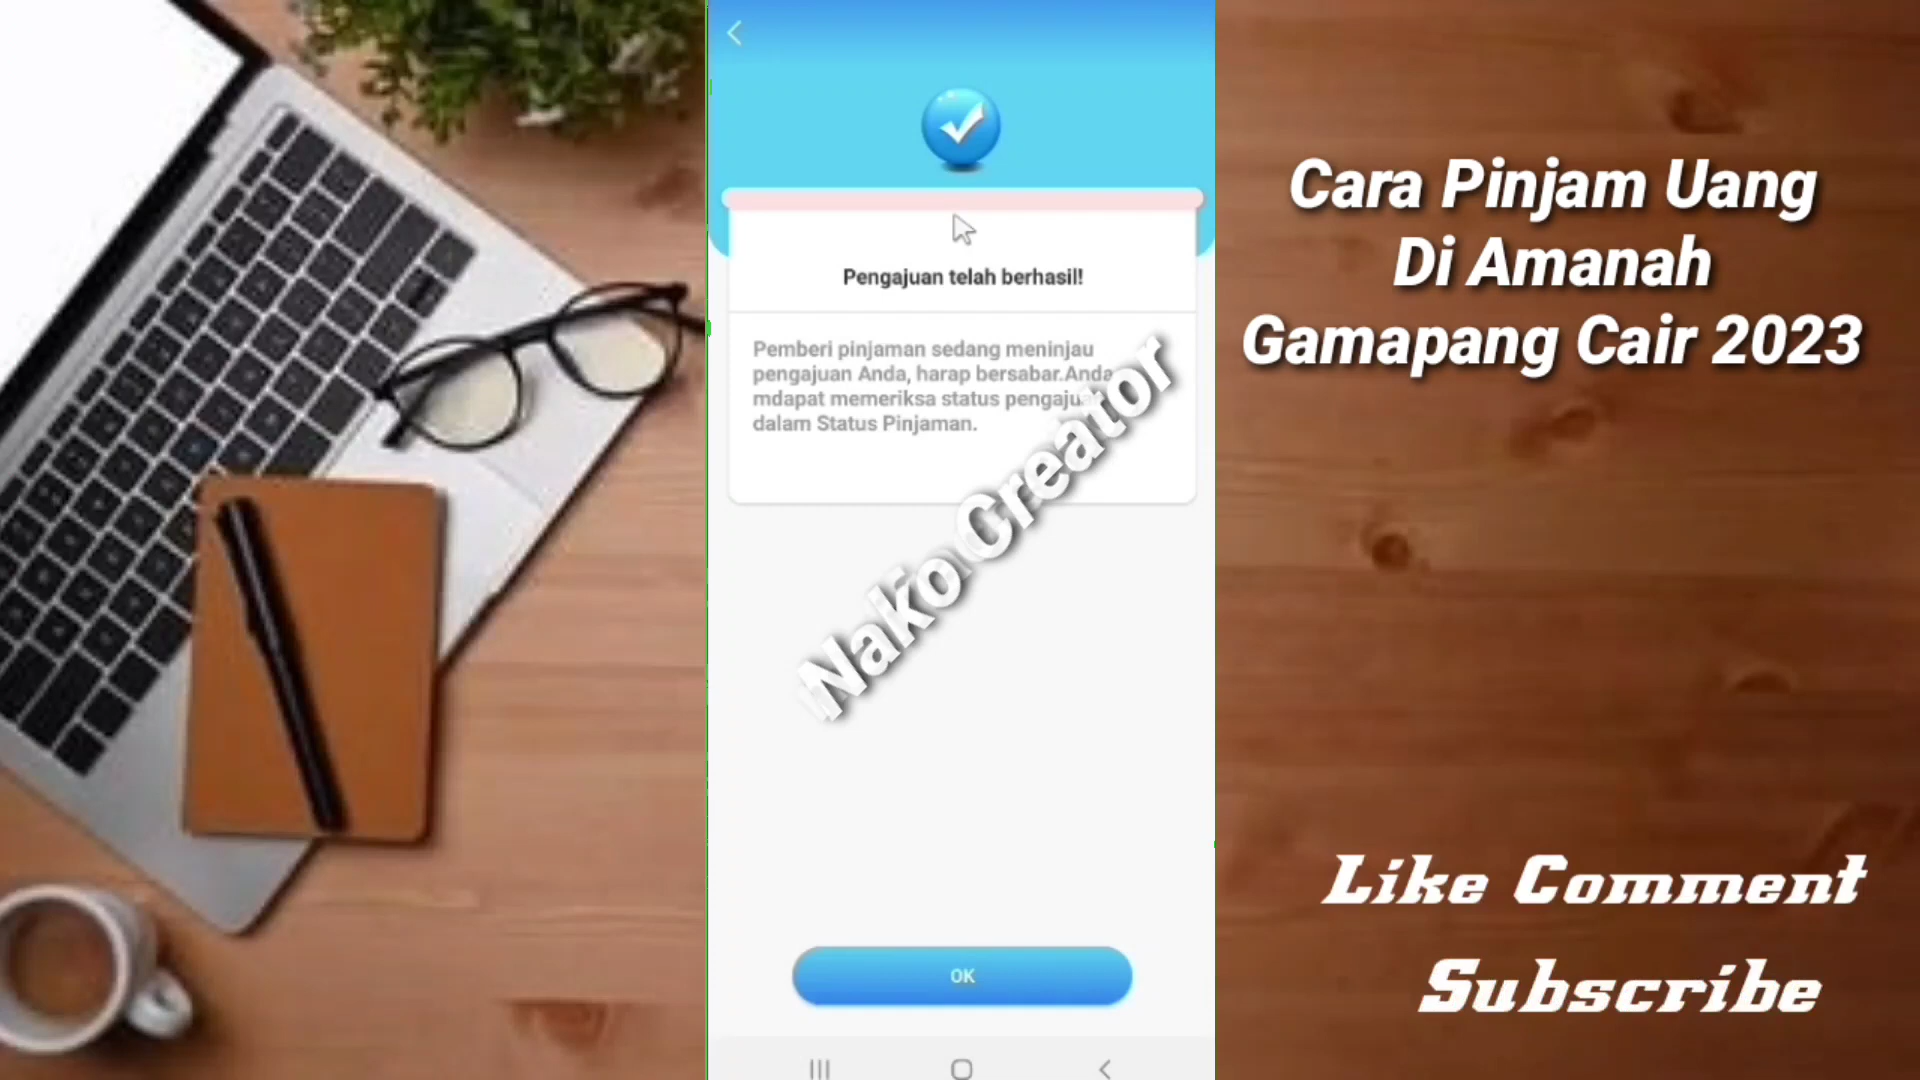 Pengajuan telah berhasil!
Pemberi pinjaman sedang meninjau
pengajuan Anda, harap bersabar.Anda
mdapat memeriksa status pengajuan
dalam Status Pinjaman.
Nako Creator
OK
Cara Pinjam Uang
Di Amanah
Gamapang Cair 2023
Like Comment
Subscribe